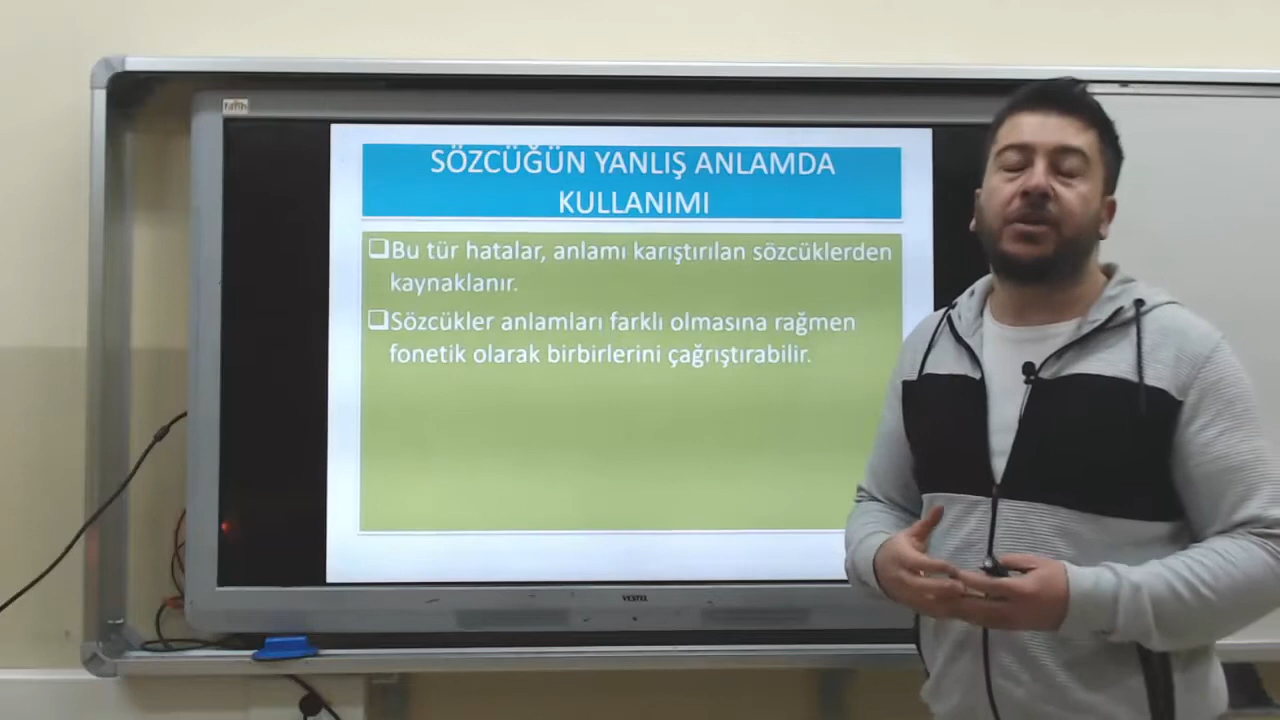 SÖZCÜĞÜN YANLIŞ ANLAMDA
KULLANIMI
Bu tür hatalar, anlamı karıştırılan sözcüklerden
kaynaklanır.
Sözcükler anlamları farklı olmasına rağmen
fonetik olarak birbirlerini çağrıştırabilir.
VESTEL